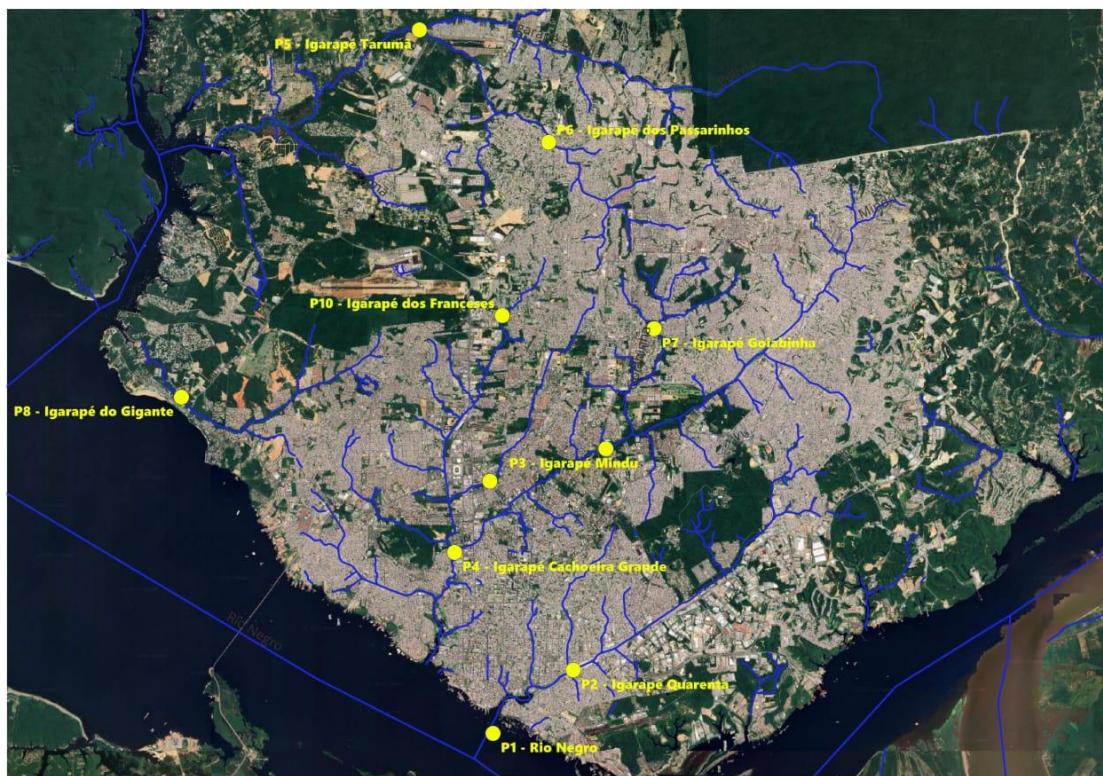 P5 - Igarapé Tarumã
P6 - Igarapé dos Passarinhos
Mindu
P10 - Igarapé dos Franceses
P7 - Igarapé Goiabinha
P8 - Igarapé do Gigante
P3 - Igarapé Mindu
P4 - Igarapé Cachoeira Grande
Rio Negro
P2 - Igarapé Quarenta
P1 - Rio Negro